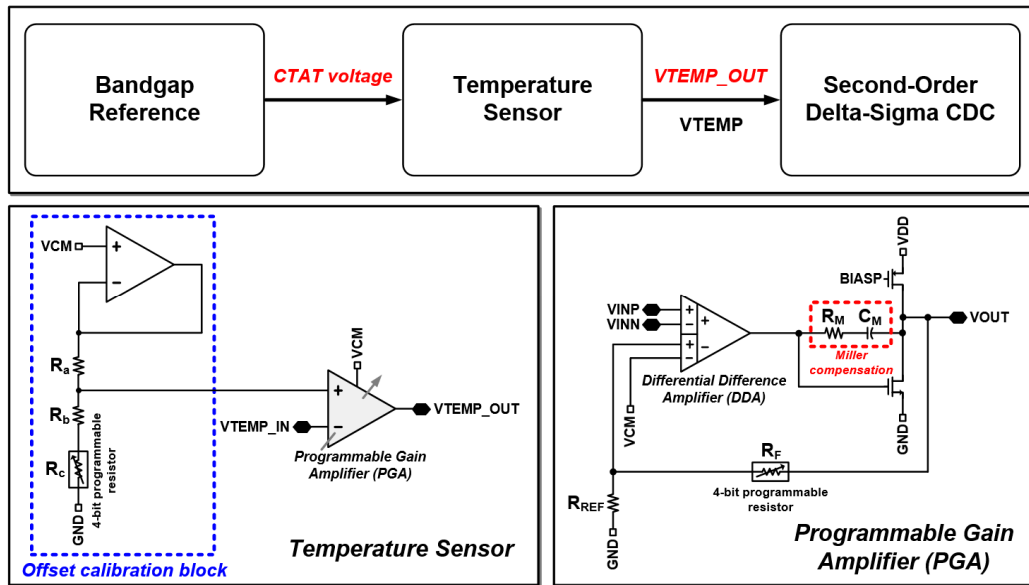 Bandgap
Reference
CTAT voltage
Temperature
Sensor
VTEMP_OUT
VTEMP
Second-Order
Delta-Sigma CDC
VCM
+
−
Ra
Rb
Rc
4-bit programmable
resistor
GND
Offset calibration block
VCM
+
−
VTEMP_IN
VTEMP_OUT
Programmable Gain
Amplifier (PGA)
Temperature Sensor
VDD
BIASP
VINP
VINN
+
−
+
−
+
−
RM
CM
Miller
compensation
VOUT
Differential Difference
Amplifier (DDA)
VCM
GND
RF
4-bit programmable
resistor
RREF
GND
Programmable Gain
Amplifier (PGA)